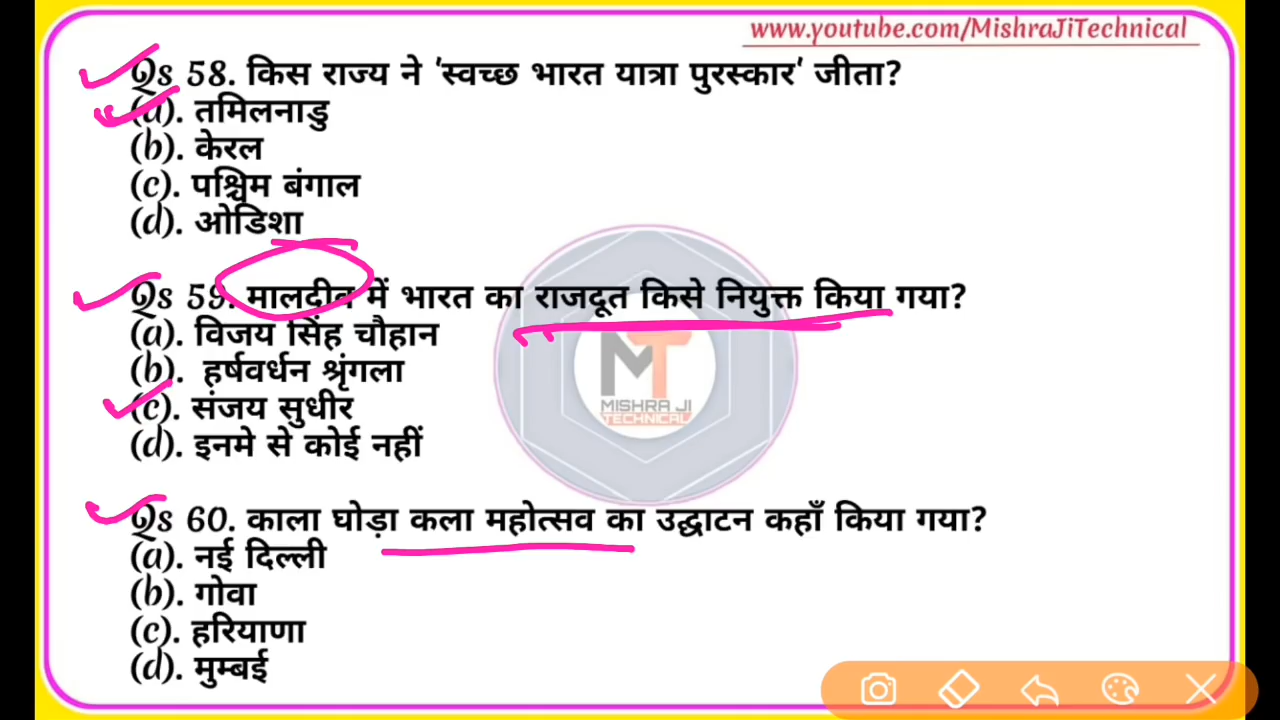 www.youtube.com/MishraJiTechnical
Qs 58. किस राज्य ने 'स्वच्छ भारत यात्रा पुरस्कार' जीता?
(a). तमिलनाडु
(b). केरल
(c). पश्चिम बंगाल
(d). ओडिशा
Qs 59. मालदीव में भारत का राजदूत किसे नियुक्त किया गया?
(a). विजय सिंह चौहान
(b). हर्षवर्धन श्रृंगला
(c). संजय सुधीर
(d). इनमे से कोई नहीं
MT
MISHRA JI
TECHNICAL
Qs 60. काला घोड़ा कला महोत्सव का उद्घाटन कहाँ किया गया?
(a). नई दिल्ली
(b). गोवा
(c). हरियाणा
(d). मुम्बई